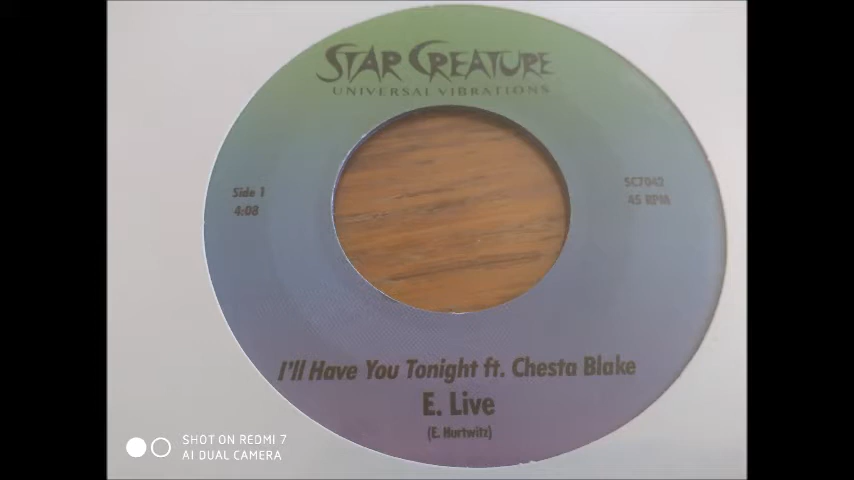 STAR CREATURE
UNIVERSAL VIBRATIONS
Side 1
4:08
SC7042
45 RPM
I'll Have You Tonight ft. Chesta Blake
E. Live
(E. Hurtwitz)
SHOT ON REDMI 7
AI DUAL CAMERA